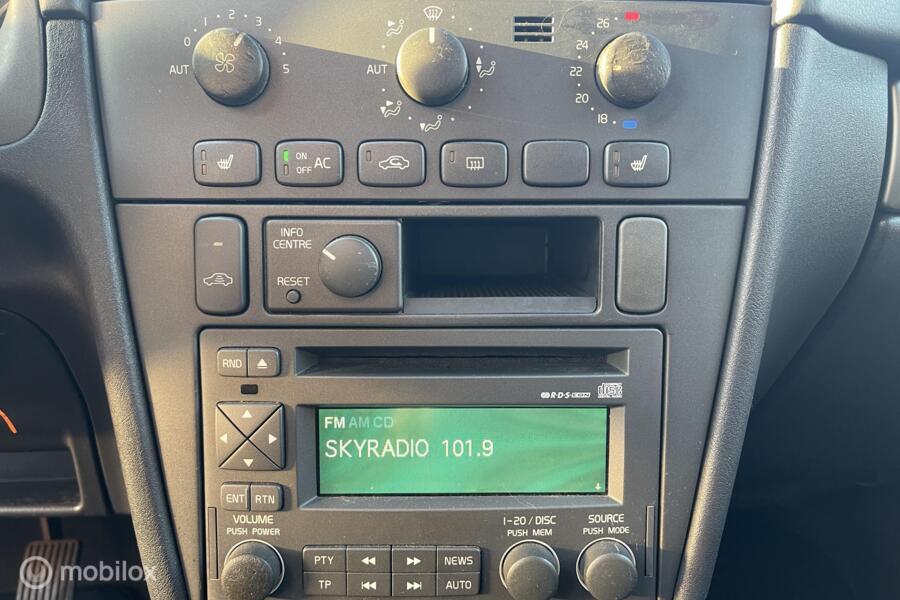 0 1 2 3 4 5
AUT
AUT
26
24
22
20
18
ON
OFF AC
INFO
CENTRE
RESET
RND
R·D·S-EON
FM AM CD
SKYRADIO 101.9
ENT RTN
VOLUME
PUSH POWER
1-20 / DISC
PUSH MEM
SOURCE
PUSH MODE
PTY NEWS
TP AUTO
mobilox